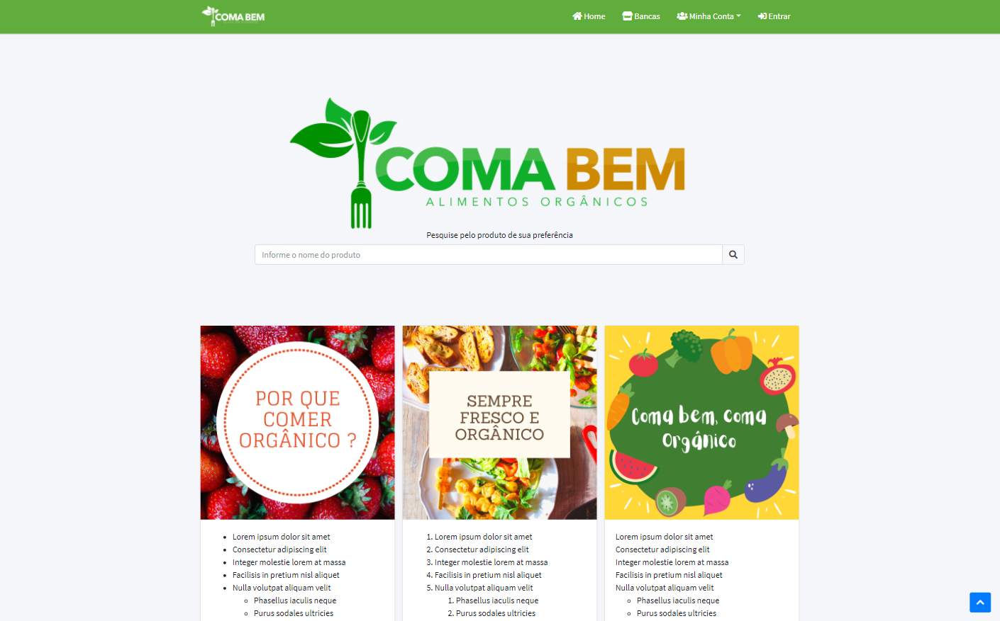 COMA BEM
Home
Bancas
Minha Conta
Entrar
COMA BEM
ALIMENTOS ORGÂNICOS
Pesquise pelo produto de sua preferência
Informe o nome do produto
POR QUE
COMER
ORGÂNICO ?
SEMPRE
FRESCO E
ORGÂNICO
Coma bem, coma
Orgánico
Lorem ipsum dolor sit amet
Consectetur adipiscing elit
Integer molestie lorem at massa
Facilisis in pretium nisl aliquet
Nulla volutpat aliquam velit
Phasellus iaculis neque
Purus sodales ultricies
1. Lorem ipsum dolor sit amet
2. Consectetur adipiscing elit
3. Integer molestie lorem at massa
4. Facilisis in pretium nisl aliquet
5. Nulla volutpat aliquam velit
1. Phasellus iaculis neque
2. Purus sodales ultricies
Lorem ipsum dolor sit amet
Consectetur adipiscing elit
Integer molestie lorem at massa
Facilisis in pretium nisl aliquet
Nulla volutpat aliquam velit
Phasellus iaculis neque
Purus sodales ultricies